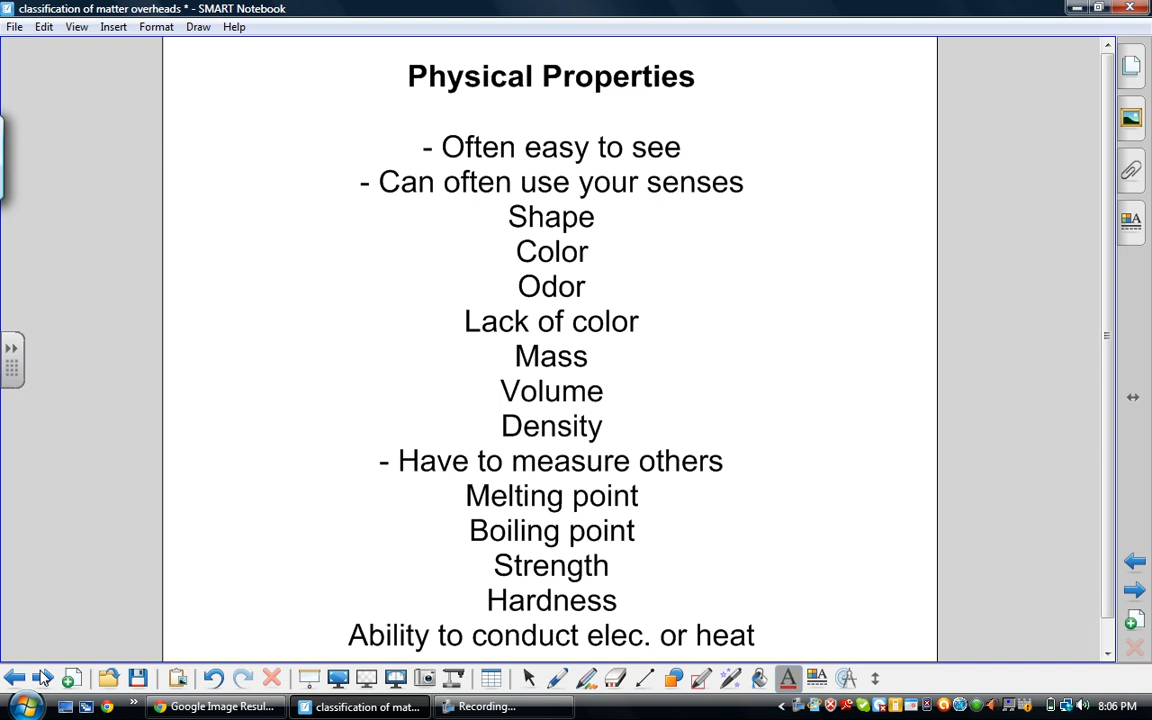 classification of matter overheads * - SMART Notebook
File Edit View Insert Format Draw Help
Physical Properties
- Often easy to see
- Can often use your senses
Shape
Color
Odor
Lack of color
Mass
Volume
Density
- Have to measure others
Melting point
Boiling point
Strength
Hardness
Ability to conduct elec. or heat
Google Image Resul...
classification of mat...
Recording...
8:06 PM